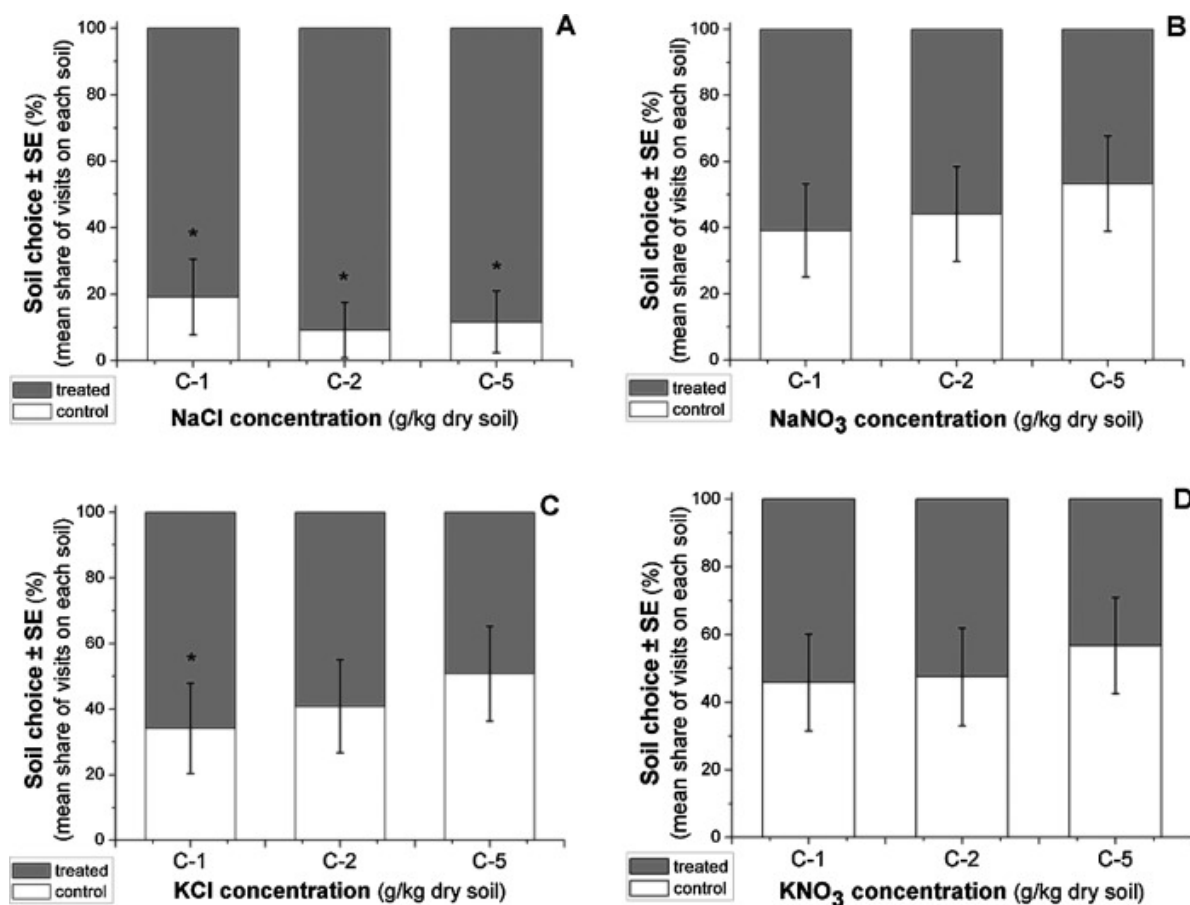 A
Soil choice ± SE (%)
(mean share of visits on each soil)
100
80
60
40
20
0
*
*
*
C-1 C-2 C-5
treated
control
NaCl concentration (g/kg dry soil)
B
Soil choice ± SE (%)
(mean share of visits on each soil)
100
80
60
40
20
0
C-1 C-2 C-5
treated
control
NaNO3 concentration (g/kg dry soil)
C
Soil choice ± SE (%)
(mean share of visits on each soil)
100
80
60
40
20
0
*
C-1 C-2 C-5
treated
control
KCl concentration (g/kg dry soil)
D
Soil choice ± SE (%)
(mean share of visits on each soil)
100
80
60
40
20
0
C-1 C-2 C-5
treated
control
KNO3 concentration (g/kg dry soil)